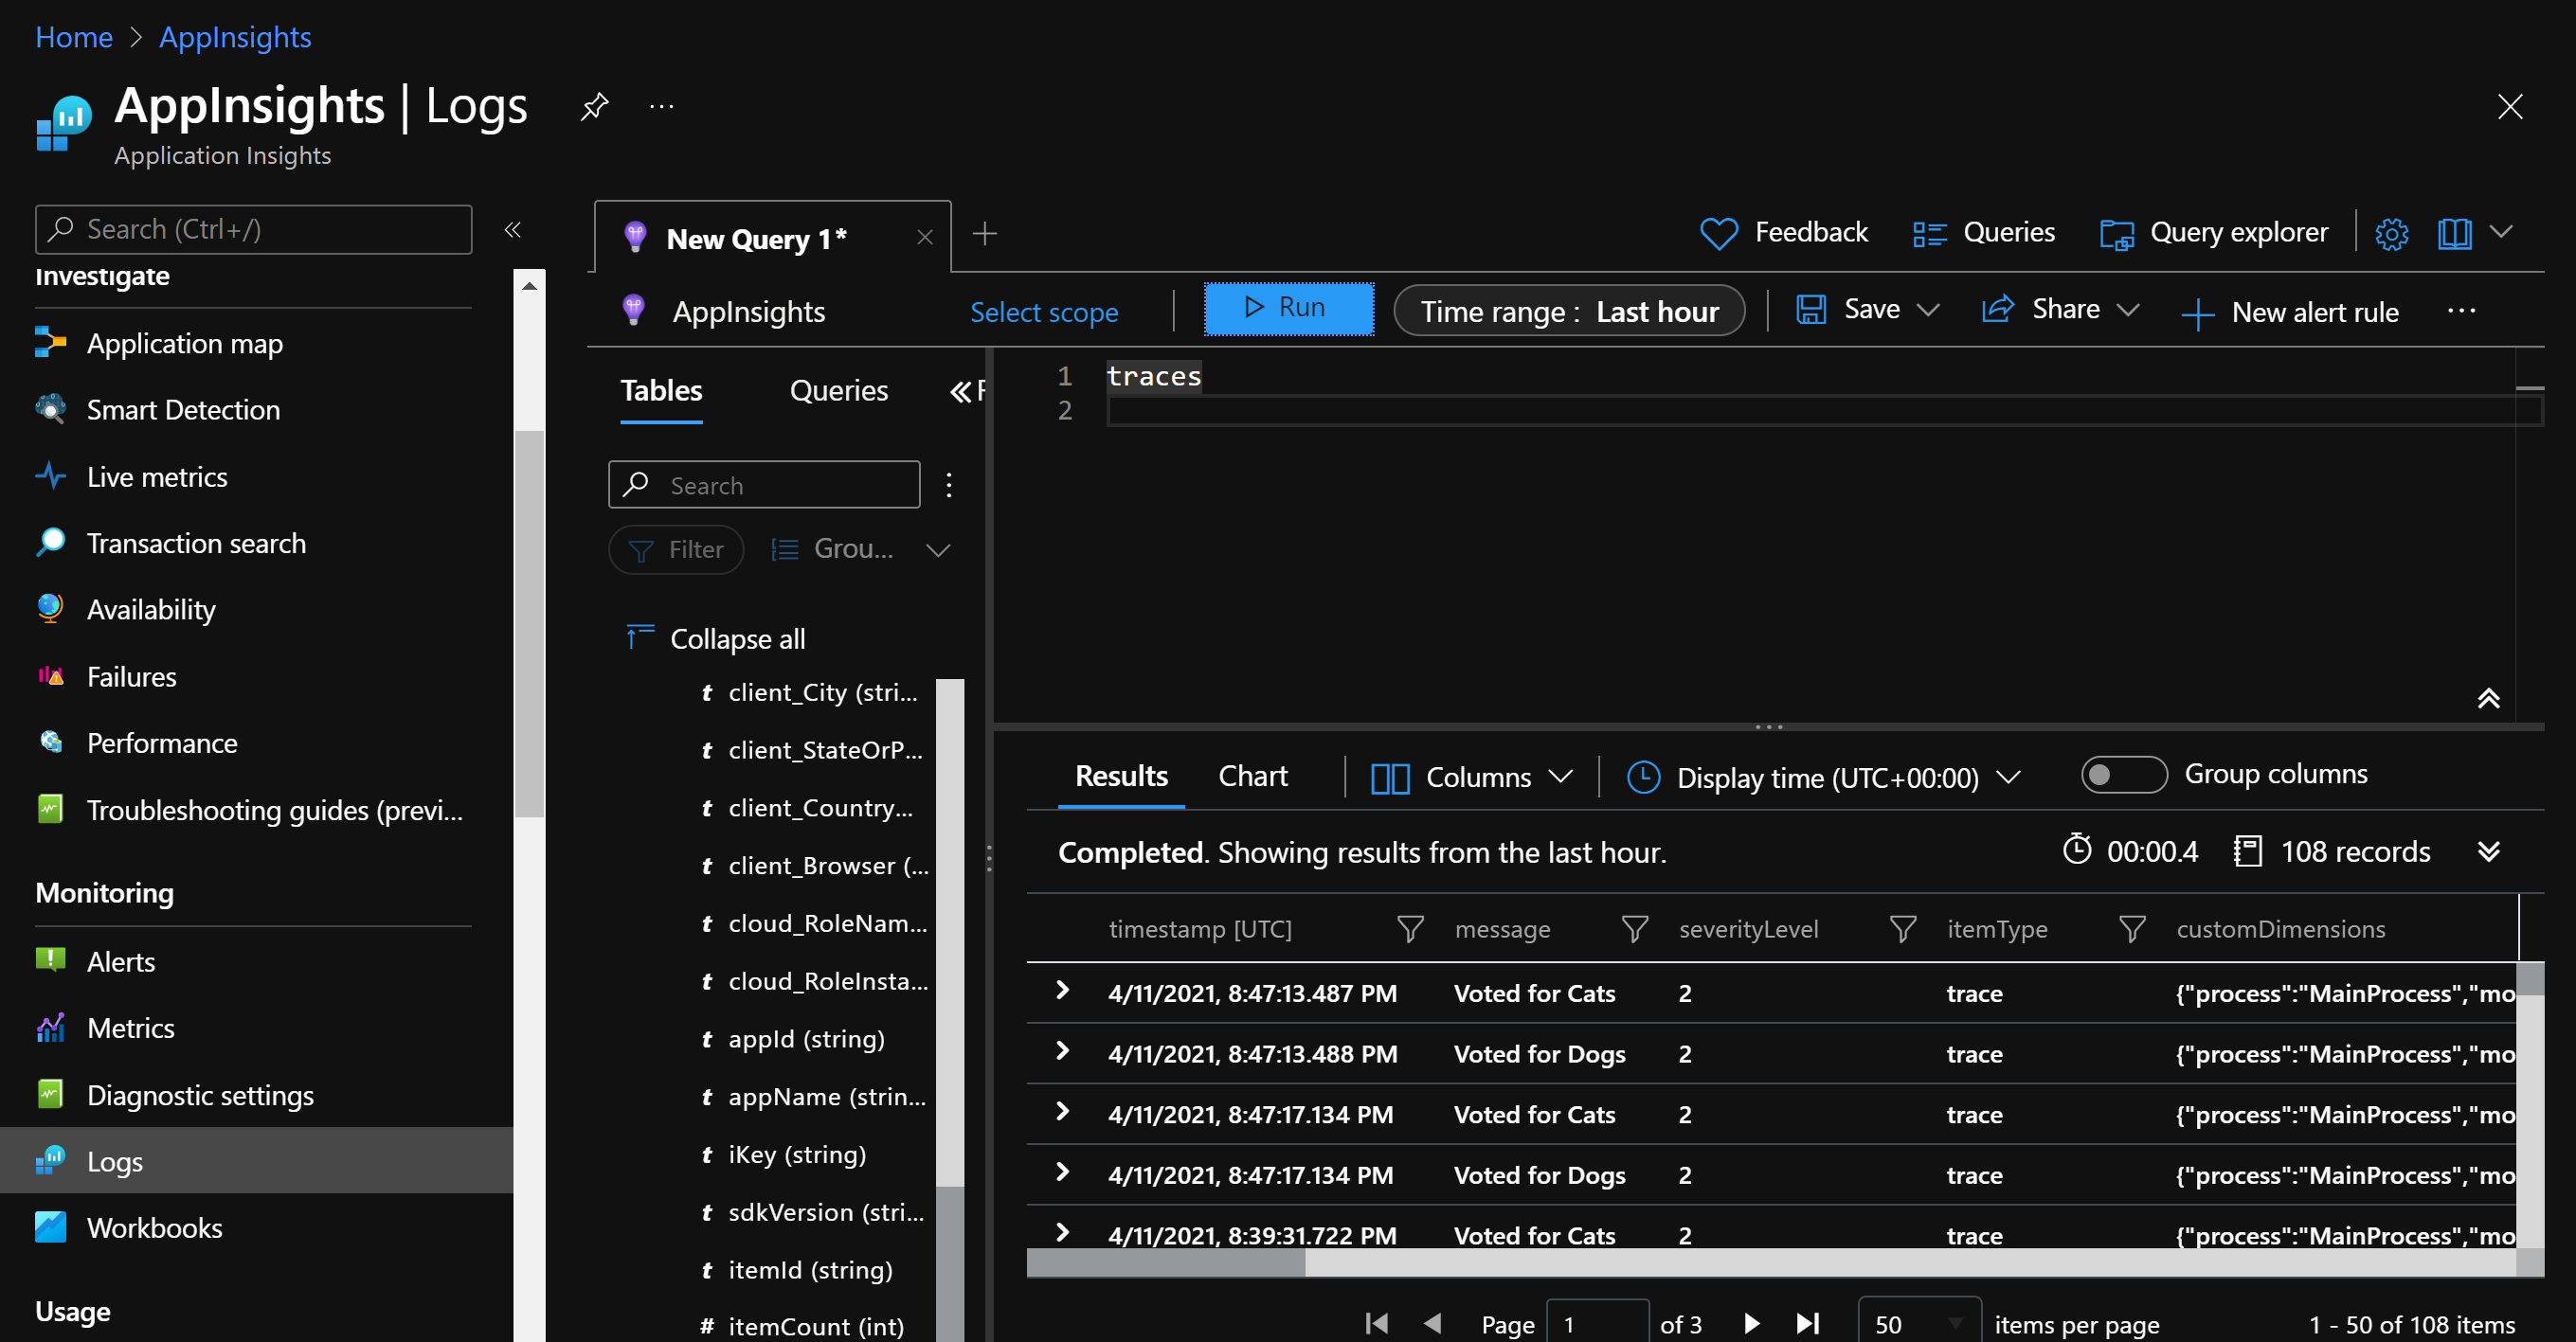 Home > AppInsights
AppInsights | Logs
Application Insights
Search (Ctrl+/)
Investigate
Application map
Smart Detection
Live metrics
Transaction search
Availability
Failures
Performance
Troubleshooting guides (previ...
Monitoring
Alerts
Metrics
Diagnostic settings
Logs
Workbooks
Usage
New Query 1*
Feedback
Queries
Query explorer
AppInsights
Select scope
Run
Time range : Last hour
Save
Share
New alert rule
Tables
Queries
Search
Filter
Grou...
Collapse all
t client_City (stri...
t client_StateOrP...
t client_Country...
t client_Browser (...
t cloud_RoleNam...
t cloud_RoleInsta...
t appId (string)
t appName (strin...
t iKey (string)
t sdkVersion (stri...
t itemId (string)
# itemCount (int)
1 traces
2
Results
Chart
Columns
Display time (UTC+00:00)
Group columns
Completed. Showing results from the last hour.
00:00.4
108 records
timestamp [UTC] message severityLevel itemType customDimensions
4/11/2021, 8:47:13.487 PM Voted for Cats 2 trace {"process":"MainProcess","mo
4/11/2021, 8:47:13.488 PM Voted for Dogs 2 trace {"process":"MainProcess","mo
4/11/2021, 8:47:17.134 PM Voted for Cats 2 trace {"process":"MainProcess","mo
4/11/2021, 8:47:17.134 PM Voted for Dogs 2 trace {"process":"MainProcess","mo
4/11/2021, 8:39:31.722 PM Voted for Cats 2 trace {"process":"MainProcess","mo
Page 1 of 3
50 items per page
1 - 50 of 108 items